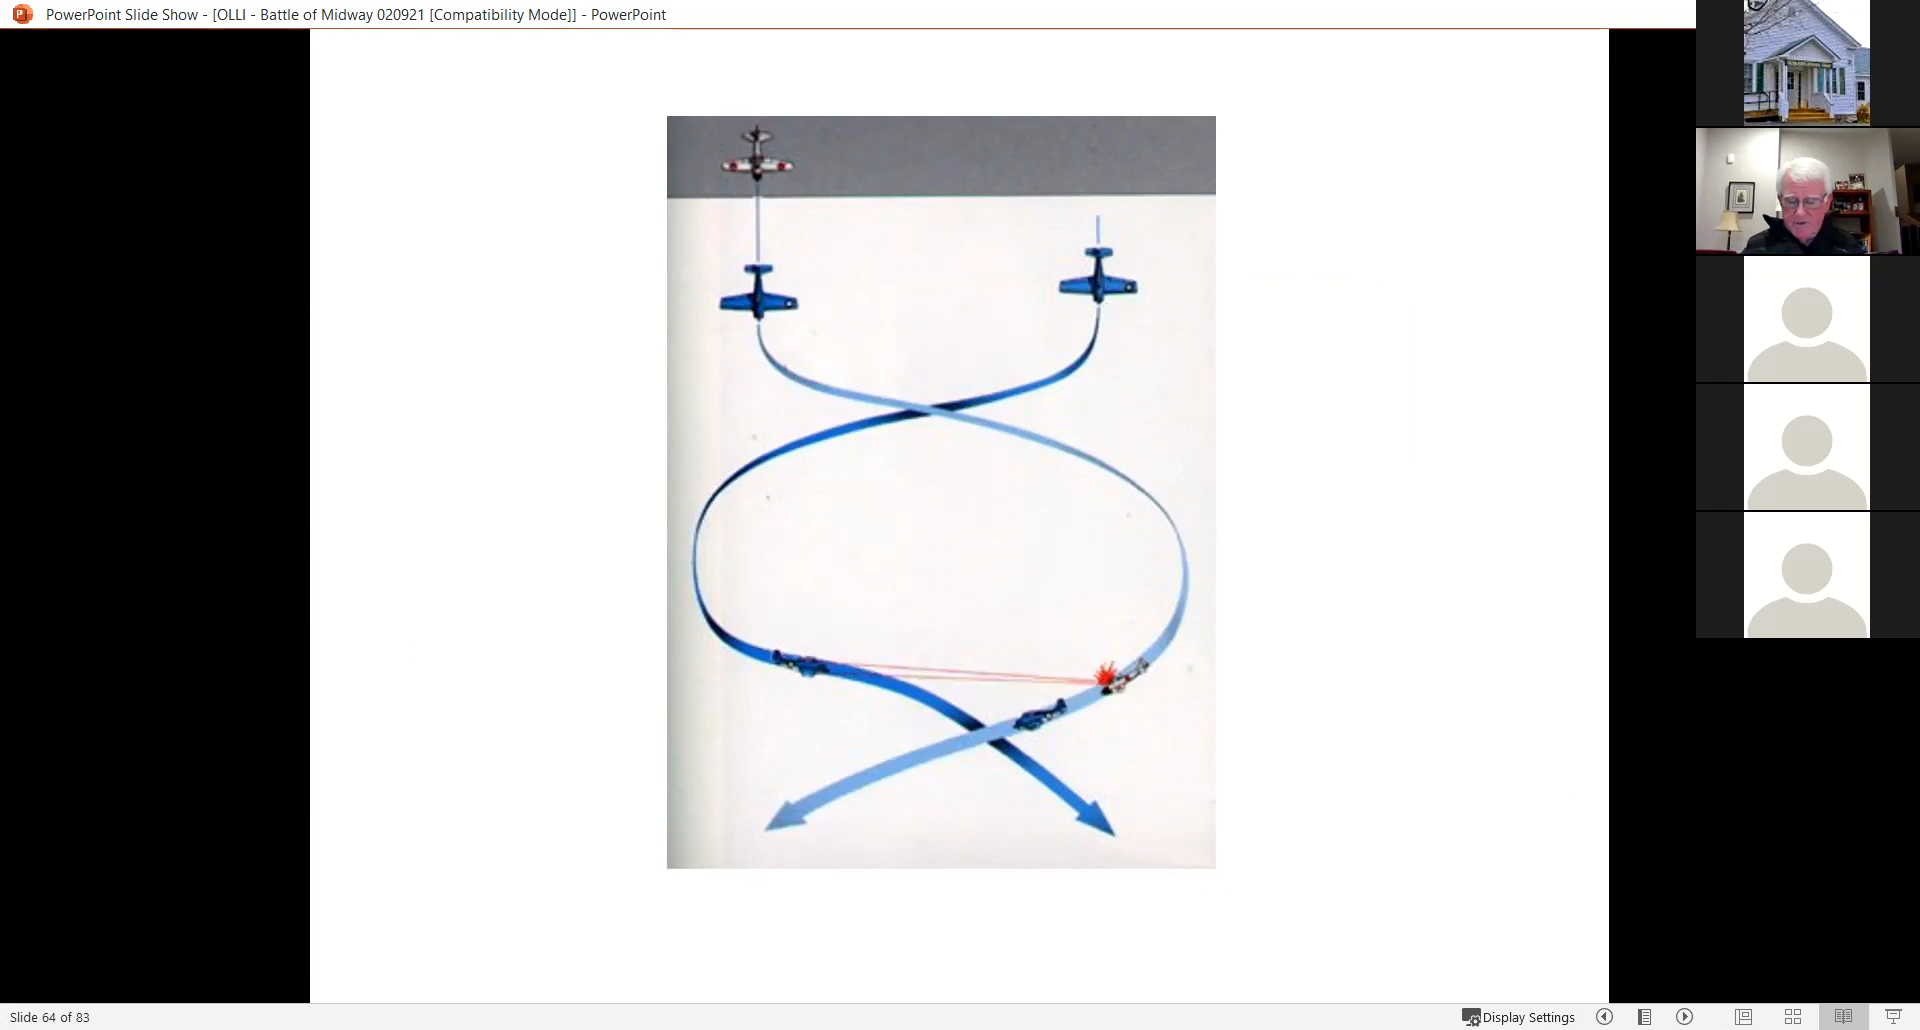 PowerPoint Slide Show - [OLLI - Battle of Midway 020921 [Compatibility Mode]] - PowerPoint
Slide 64 of 83
Display Settings